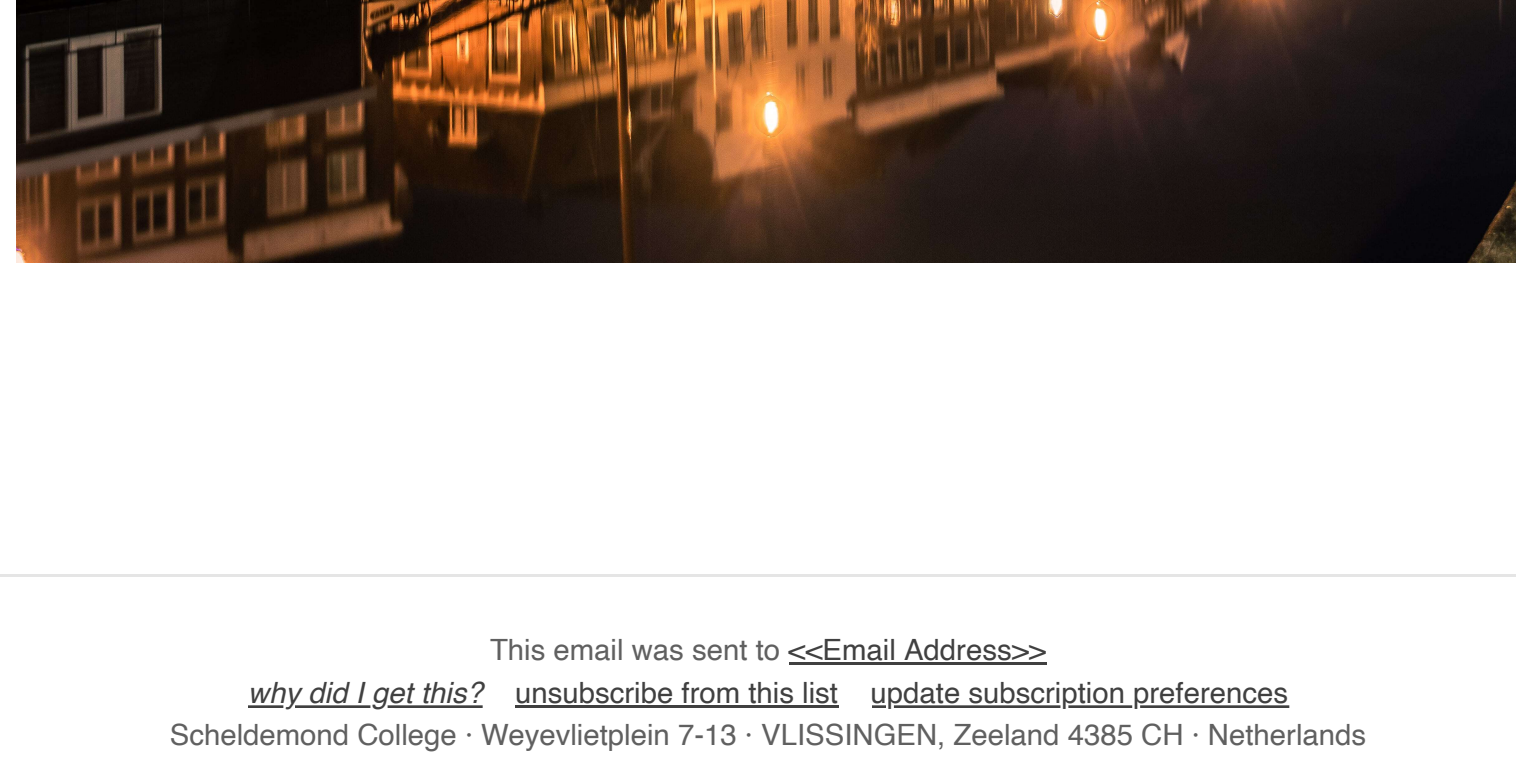 This email was sent to <<Email Address>>
why did I get this? unsubscribe from this list update subscription preferences
Scheldemond College · Weyevlietplein 7-13 · VLISSINGEN, Zeeland 4385 CH · Netherlands